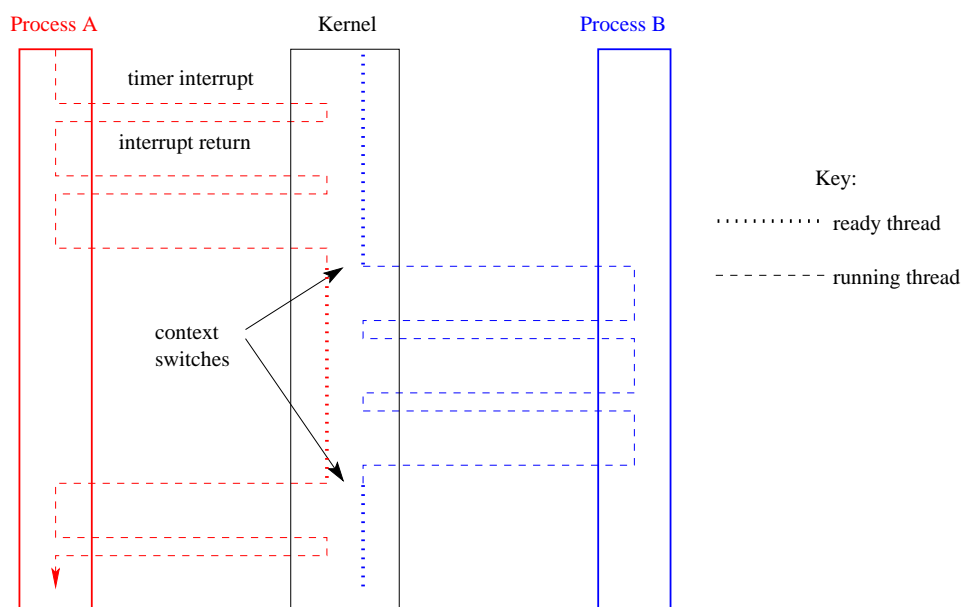 Process A
Kernel
Process B
timer interrupt
interrupt return
Key:
ready thread
running thread
context
switches